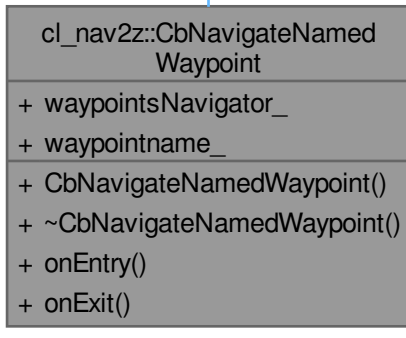 cl_nav2z::CbNavigateNamed
Waypoint
+ waypointsNavigator_
+ waypointname_
+ CbNavigateNamedWaypoint()
+ ~CbNavigateNamedWaypoint()
+ onEntry()
+ onExit()